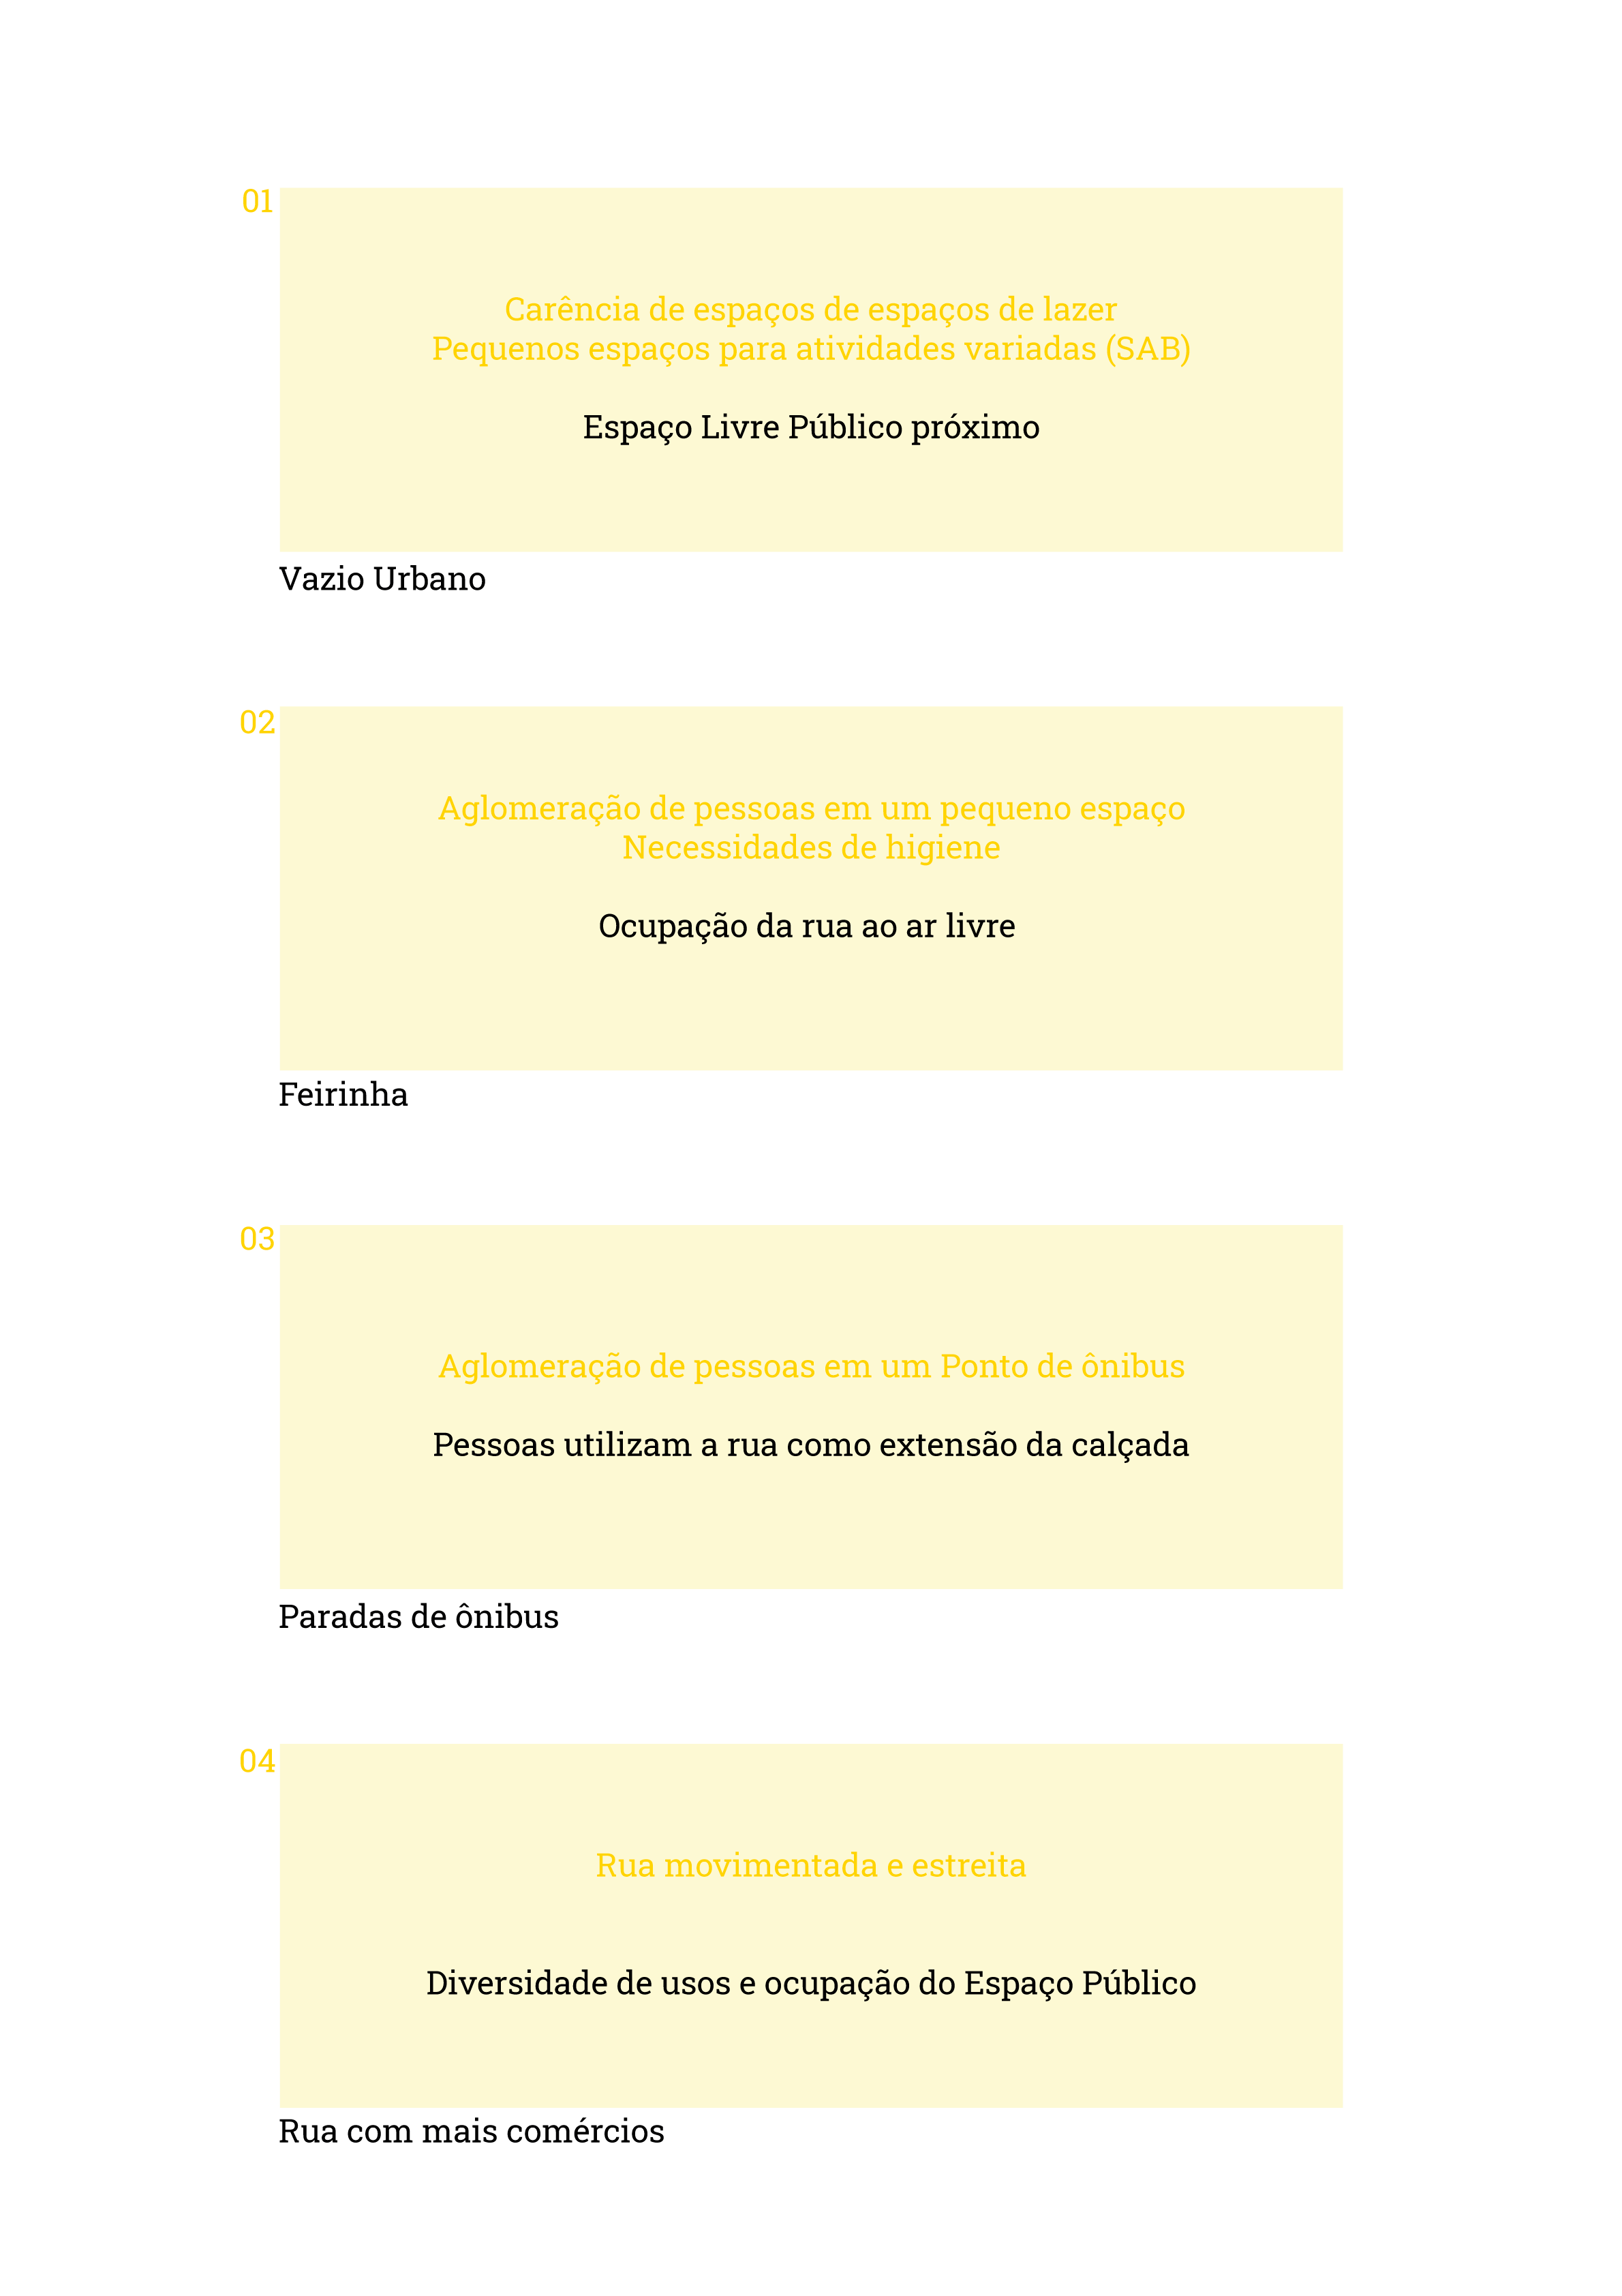 01
Carência de espaços de espaços de lazer
Pequenos espaços para atividades variadas (SAB)
Espaço Livre Público próximo
Vazio Urbano
02
Aglomeração de pessoas em um pequeno espaço
Necessidades de higiene
Ocupação da rua ao ar livre
Feirinha
03
Aglomeração de pessoas em um Ponto de ônibus
Pessoas utilizam a rua como extensão da calçada
Paradas de ônibus
04
Rua movimentada e estreita
Diversidade de usos e ocupação do Espaço Público
Rua com mais comércios